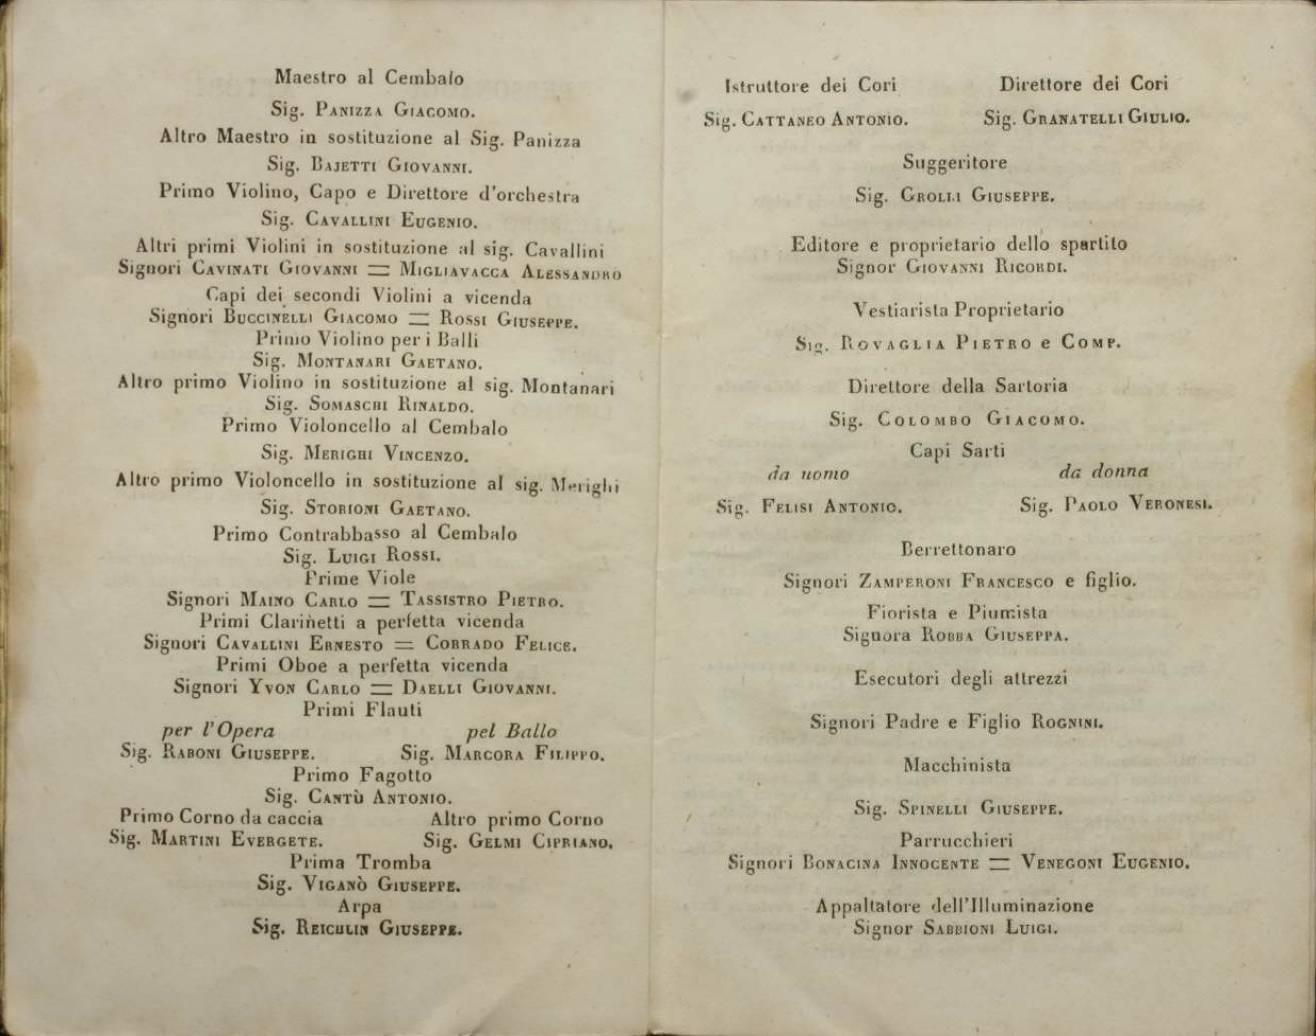 Maestro al Cembalo
Sig. PANIZZA GIACOMO.
Altro Maestro in sostituzione al Sig. Panizza
Sig. BAJETTI GIOVANNI.
Primo Violino, Capo e Direttore d'orchestra
Sig. CAVALLINI EUGENIO.
Altri primi Violini in sostituzione al sig. Cavallini
Signori CAVINATI GIOVANNI = MIGLIAVACCA ALESSANDRO
Capi dei secondi Violini a vicenda
Signori BUCCINELLI GIACOMO = ROSSI GIUSEPPE.
Primo Violino per i Balli
Sig. MONTANARI GAETANO.
Altro primo Violino in sostituzione al sig. Montanari
Sig. SOMASCHI RINALDO.
Primo Violoncello al Cembalo
Sig. MERIGHI VINCENZO.
Altro primo Violoncello in sostituzione al sig. Merighi
Sig. STORIONI GAETANO.
Primo Contrabbasso al Cembalo
Sig. LUIGI ROSSI.
Prime Viole
Signori MAINO CARLO = TASSISTRO PIETRO.
Primi Clarinetti a perfetta vicenda
Signori CAVALLINI ERNESTO = CORRADO FELICE.
Primi Oboe a perfetta vicenda
Signori YVON CARLO = DAELLI GIOVANNI.
Primi Flauti
per l'Opera pel Ballo
Sig. RABONI GIUSEPPE. Sig. MARCORA FILIPPO.
Primo Fagotto
Sig. CANTÙ ANTONIO.
Primo Corno da caccia Altro primo Corno
Sig. MARTINI EVERGETE. Sig. GELMI CIPRIANO.
Prima Tromba
Sig. VIGANÒ GIUSEPPE.
Arpa
Sig. REICHLIN GIUSEPPE.
Istruttore dei Cori Direttore dei Cori
Sig. CATTANEO ANTONIO. Sig. GRANATELLI GIULIO.
Suggeritore
Sig. GROLLI GIUSEPPE.
Editore e proprietario dello spartito
Signor GIOVANNI RICORDI.
Vestiarista Proprietario
Sig. ROVAGLIA PIETRO e COMP.
Direttore della Sartoria
Sig. COLOMBO GIACOMO.
Capi Sarti
da uomo da donna
Sig. FELISI ANTONIO. Sig. PAOLO VERONESI.
Berrettonaro
Signori ZAMPERONI FRANCESCO e figlio.
Fiorista e Piumista
Signora ROBBA GIUSEPPA.
Esecutori degli attrezzi
Signori Padre e Figlio ROGNINI.
Macchinista
Sig. SPINELLI GIUSEPPE.
Parrucchieri
Signori BONACINA INNOCENTE = VENEGONI EUGENIO.
Appaltatore dell'Illuminazione
Signor SABBIONI LUIGI.